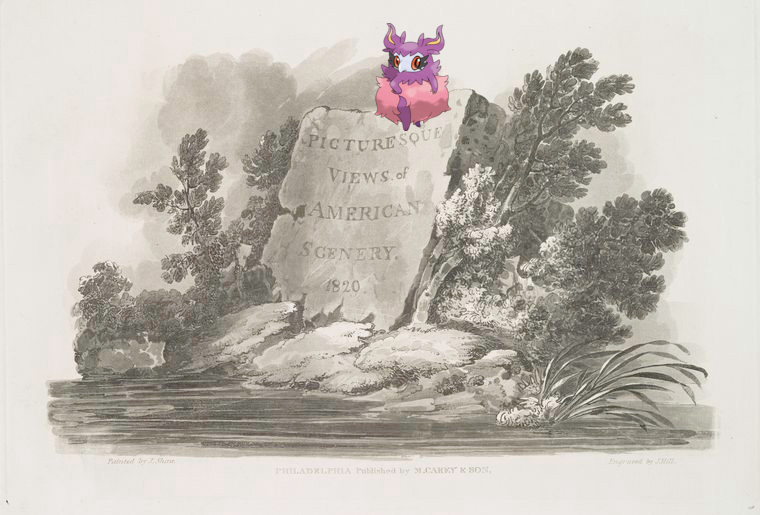 PICTURESQUE
VIEWS of
AMERICAN
SCENERY.
1820.
Painted by J. Shaw.
Engraved by J. Hill.
PHILADELPHIA Published by M. CAREY & SON.